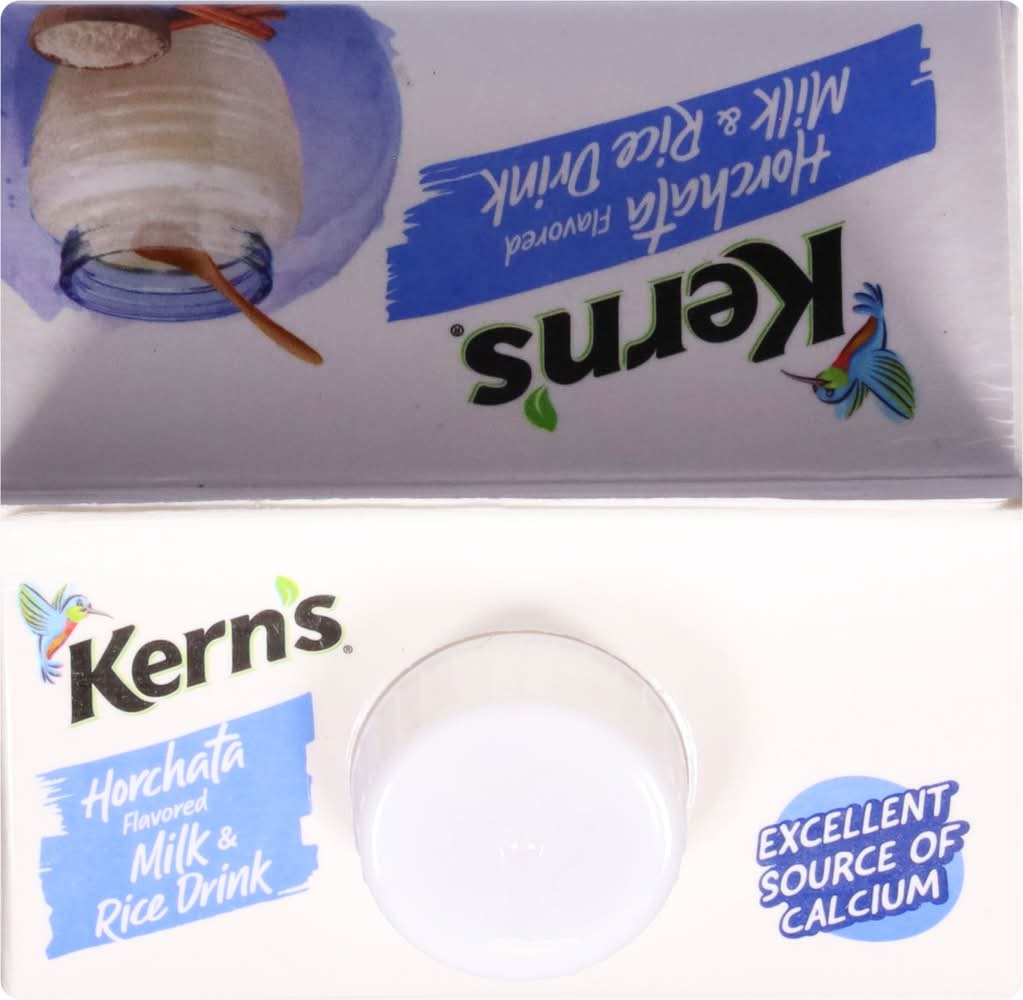 Kern's®
Horchata Flavored
Milk & Rice Drink
Kern's®
Horchata
Flavored
Milk &
Rice Drink
EXCELLENT
SOURCE OF
CALCIUM